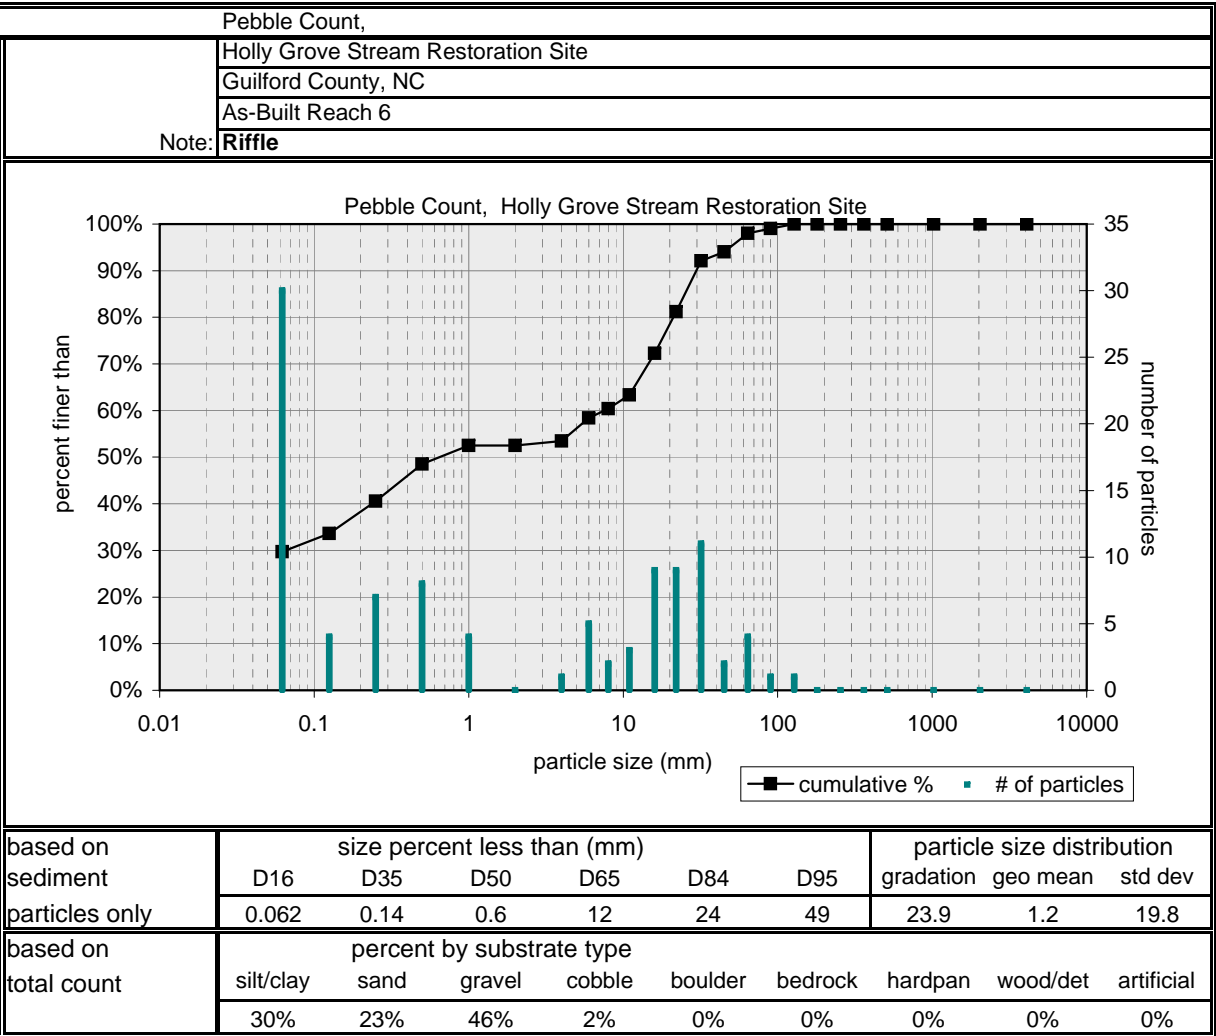 Pebble Count,
Holly Grove Stream Restoration Site
Guilford County, NC
As-Built Reach 6
Note: Riffle
Pebble Count, Holly Grove Stream Restoration Site
100%
90%
80%
70%
60%
50%
40%
30%
20%
10%
0%
percent finer than
35
30
25
20
15
10
5
0
number of particles
0.01 0.1 1 10 100 1000 10000
particle size (mm)
cumulative % # of particles
based on size percent less than (mm) particle size distribution
sediment D16 D35 D50 D65 D84 D95 gradation geo mean std dev
particles only 0.062 0.14 0.6 12 24 49 23.9 1.2 19.8
based on percent by substrate type
total count silt/clay sand gravel cobble boulder bedrock hardpan wood/det artificial
30% 23% 46% 2% 0% 0% 0% 0% 0%